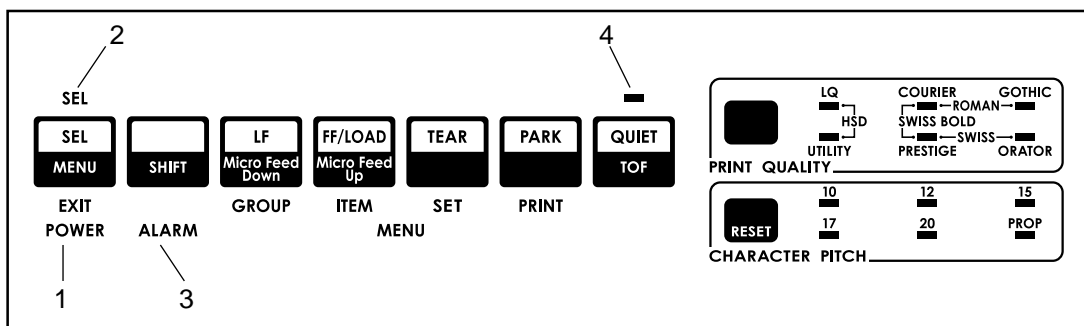 2
4
SEL
SEL
MENU
SHIFT
LF
Micro Feed
Down
FF/LOAD
Micro Feed
Up
TEAR
PARK
QUIET
TOF
EXIT
GROUP
ITEM
SET
PRINT
POWER
ALARM
MENU
1
3
LQ
COURIER
GOTHIC
ROMAN
HSD
SWISS BOLD
SWISS
UTILITY
PRESTIGE
ORATOR
PRINT QUALITY
10
12
15
RESET
17
20
PROP
CHARACTER PITCH